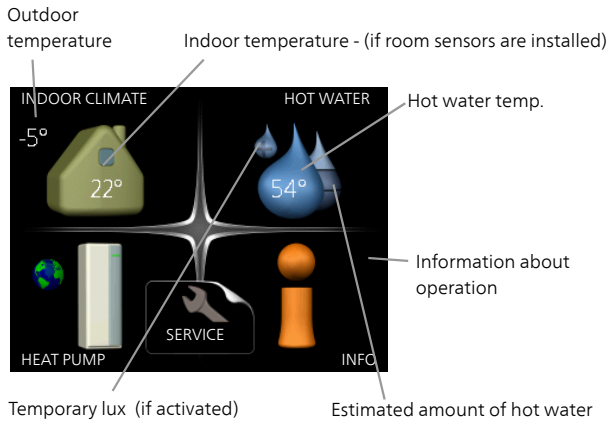 Outdoor
temperature
Indoor temperature - (if room sensors are installed)
INDOOR CLIMATE
HOT WATER
Hot water temp.
-5°
22°
54°
Information about
operation
SERVICE
HEAT PUMP
INFO
Temporary lux (if activated)
Estimated amount of hot water